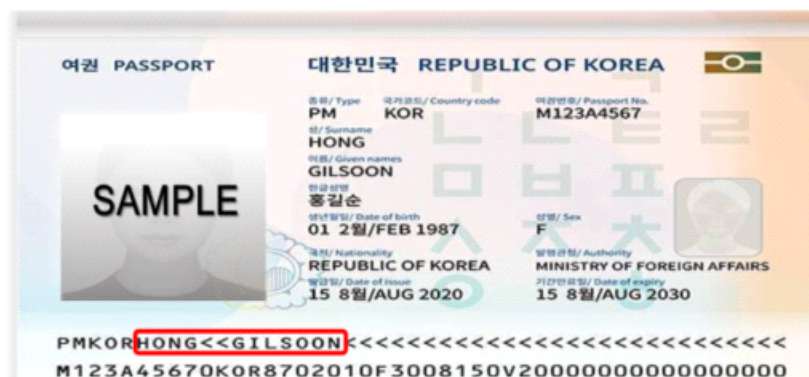 여권 PASSPORT
대한민국 REPUBLIC OF KOREA
종류/Type 국가코드/Country code 여권번호/Passport No.
PM KOR M123A4567
성/Surname
HONG
이름/Given names
GILSOON
한글성명
홍길순
생년월일/Date of birth 성별/Sex
01 2월/FEB 1987 F
국적/Nationality 발행관청/Authority
REPUBLIC OF KOREA MINISTRY OF FOREIGN AFFAIRS
발급일/Date of issue 기간만료일/Date of expiry
15 8월/AUG 2020 15 8월/AUG 2030
SAMPLE
PMKORHONG<<GILSOON<<<<<<<<<<<<<<<<<<<<<<<<<<
M123A45670KOR8702010F3008150V20000000000000000